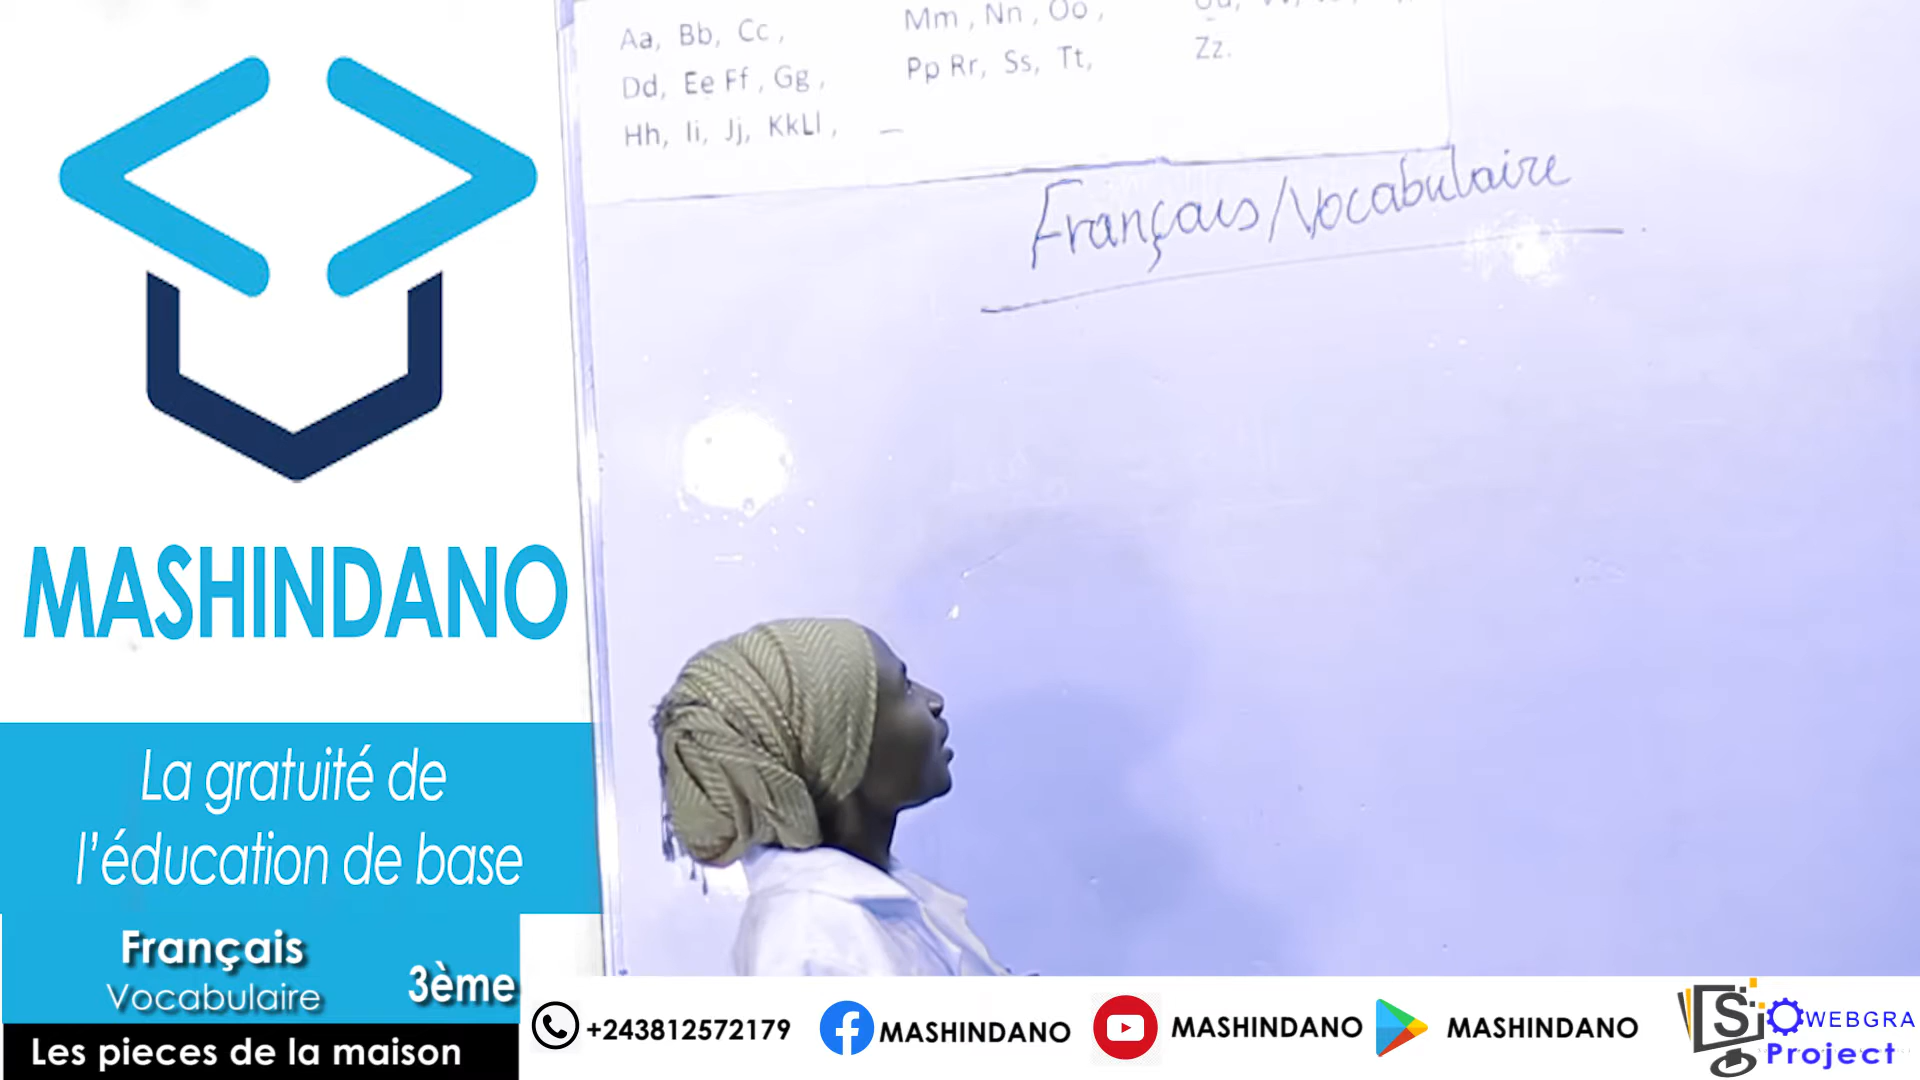 Aa, Bb, Cc,
Dd, Ee Ff, Gg,
Hh, Ii, Jj, KkLl,
Mm, Nn, Oo,
Pp Rr, Ss, Tt,
Zz.
Français/Vocabulaire
MASHINDANO
La gratuité de
l'éducation de base
Français
Vocabulaire
3ème
Les pieces de la maison
+243812572179
MASHINDANO
MASHINDANO
MASHINDANO
WEBGRA
Project